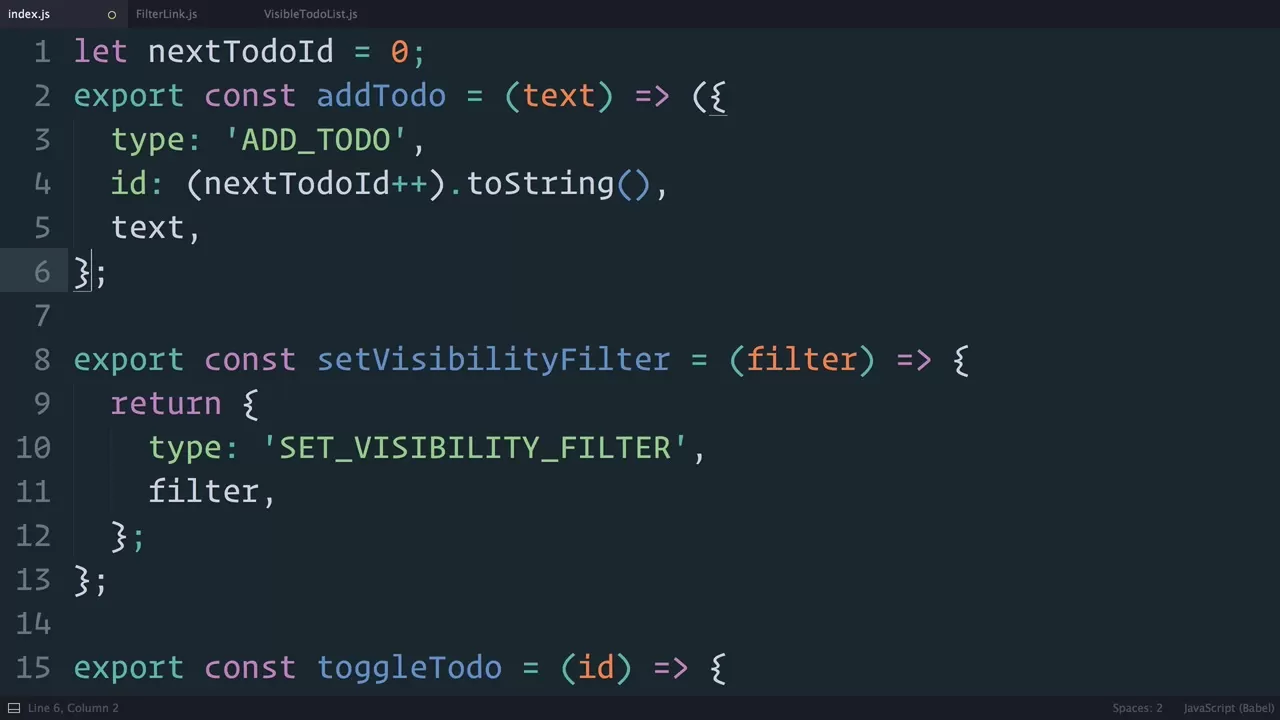 index.js FilterLink.js VisibleTodoList.js
1 let nextTodoId = 0;
2 export const addTodo = (text) => ({
3   type: 'ADD_TODO',
4   id: (nextTodoId++).toString(),
5   text,
6 };
7
8 export const setVisibilityFilter = (filter) => {
9   return {
10     type: 'SET_VISIBILITY_FILTER',
11     filter,
12   };
13 };
14
15 export const toggleTodo = (id) => {
Line 6, Column 2 Spaces: 2 JavaScript (Babel)